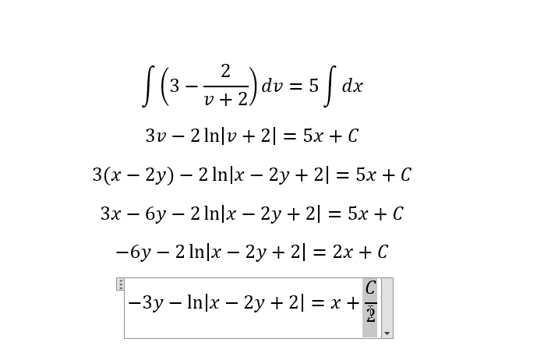 ∫ (3 − 2/(v + 2)) dv = 5 ∫ dx
3v − 2 ln|v + 2| = 5x + C
3(x − 2y) − 2 ln|x − 2y + 2| = 5x + C
3x − 6y − 2 ln|x − 2y + 2| = 5x + C
−6y − 2 ln|x − 2y + 2| = 2x + C
−3y − ln|x − 2y + 2| = x + C/2